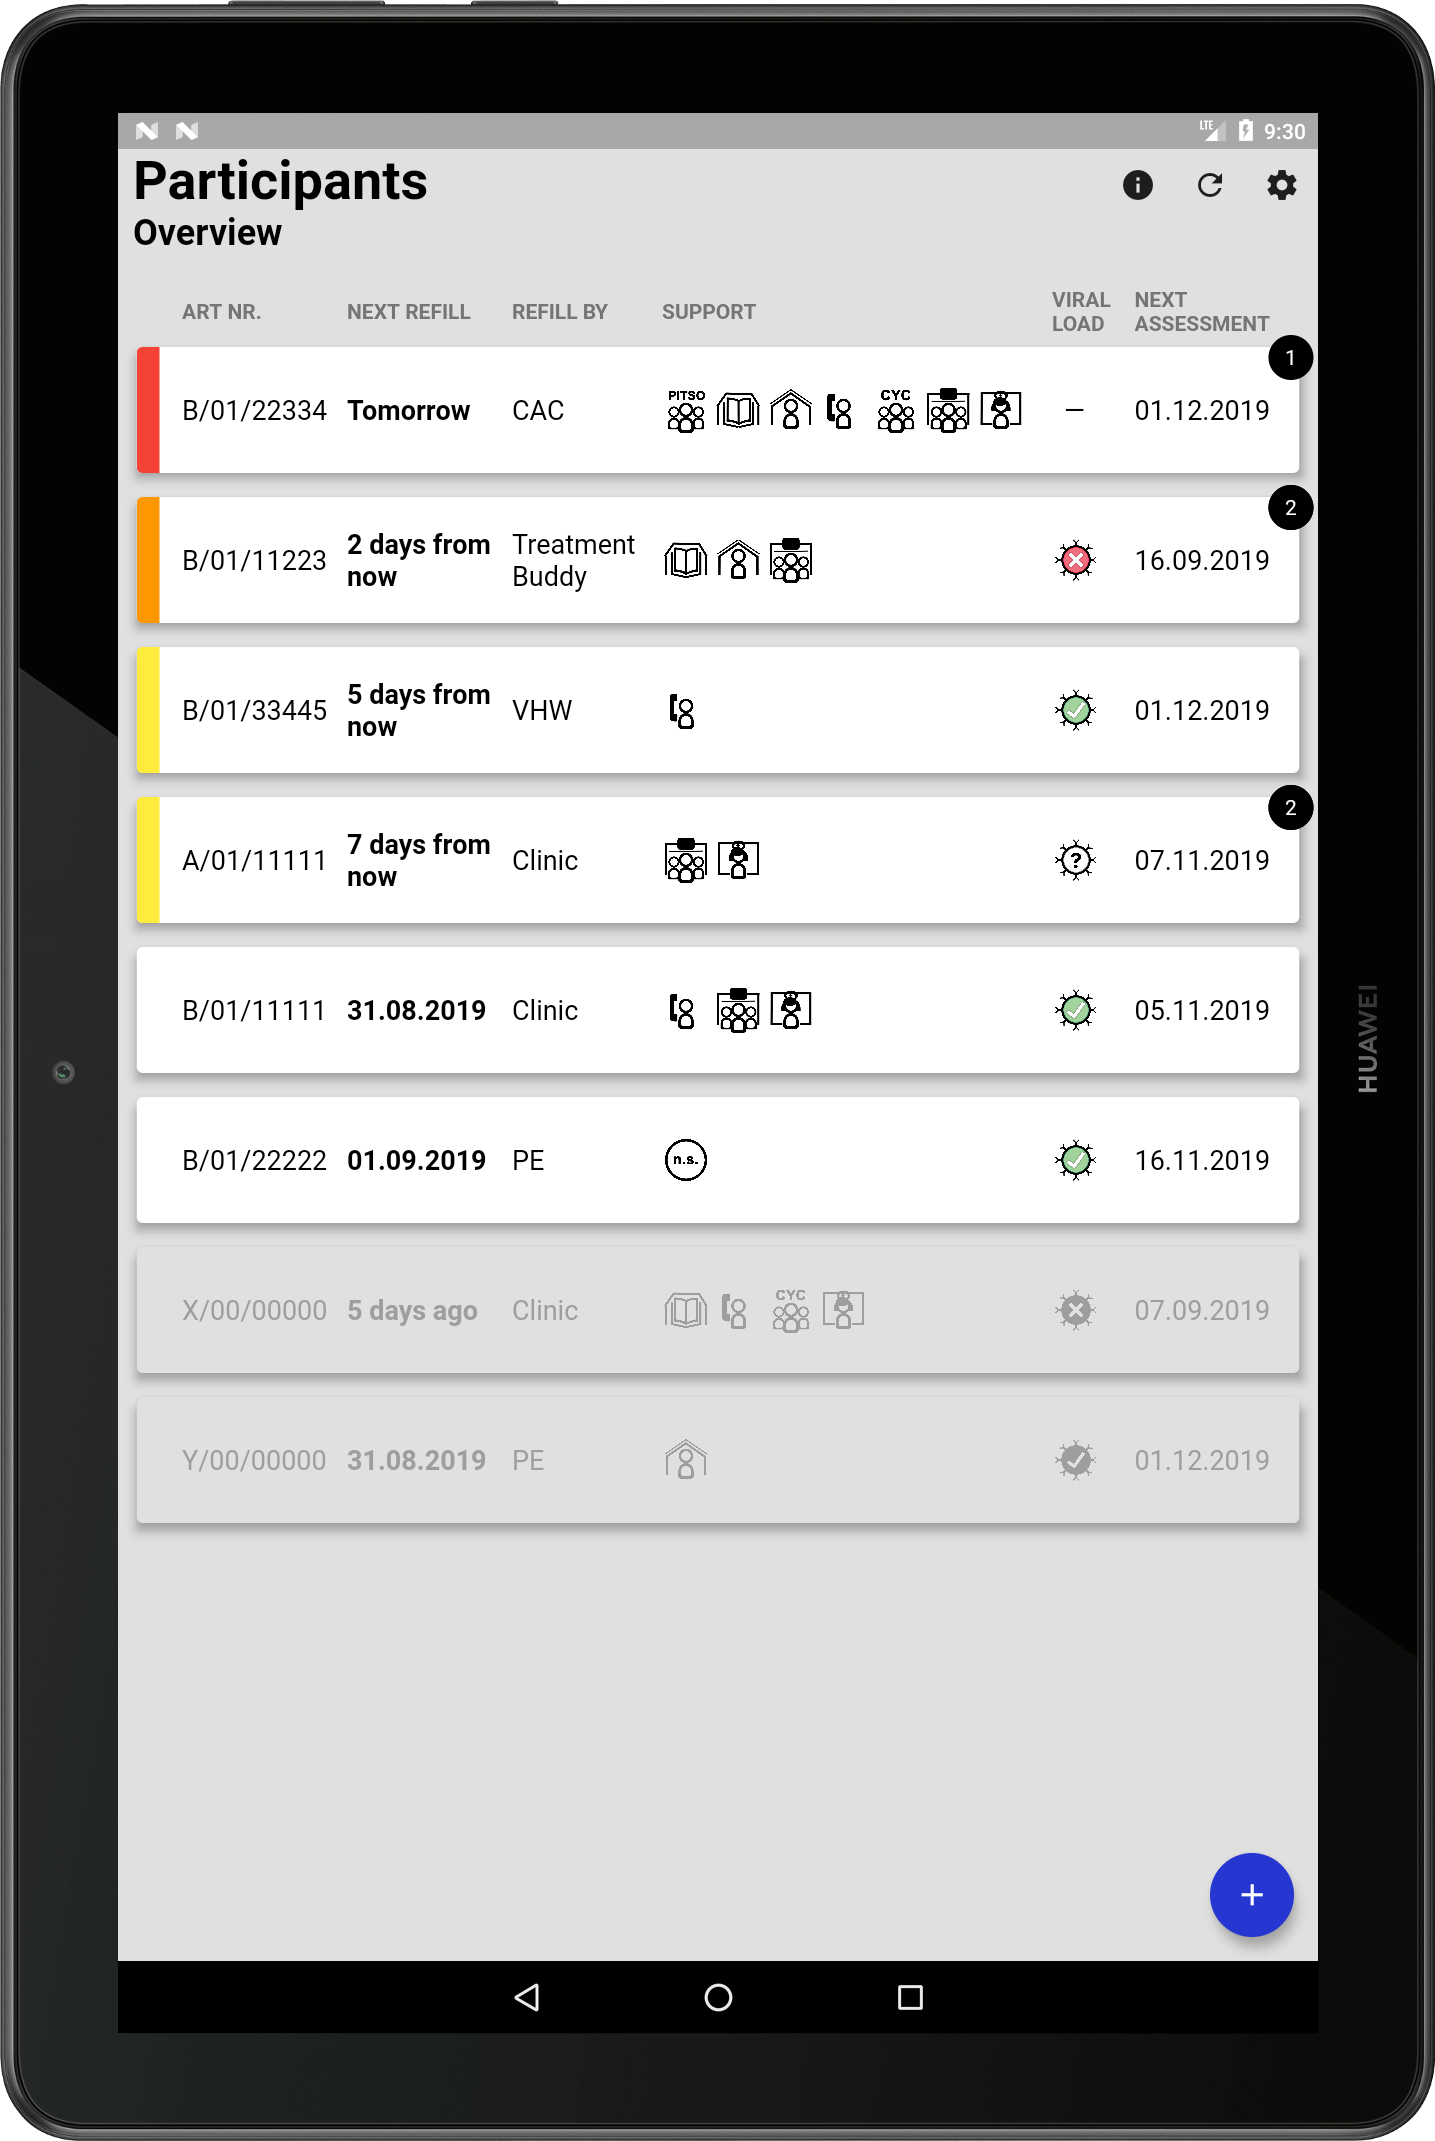 LTE 9:30
Participants
Overview
ART NR. NEXT REFILL REFILL BY SUPPORT VIRAL LOAD NEXT ASSESSMENT
1
B/01/22334 Tomorrow CAC PITSO CYC – 01.12.2019
2
B/01/11223 2 days from now Treatment Buddy 16.09.2019
B/01/33445 5 days from now VHW 01.12.2019
2
A/01/11111 7 days from now Clinic ? 07.11.2019
B/01/11111 31.08.2019 Clinic 05.11.2019
B/01/22222 01.09.2019 PE n.s. 16.11.2019
X/00/00000 5 days ago Clinic CYC 07.09.2019
Y/00/00000 31.08.2019 PE 01.12.2019
+
HUAWEI